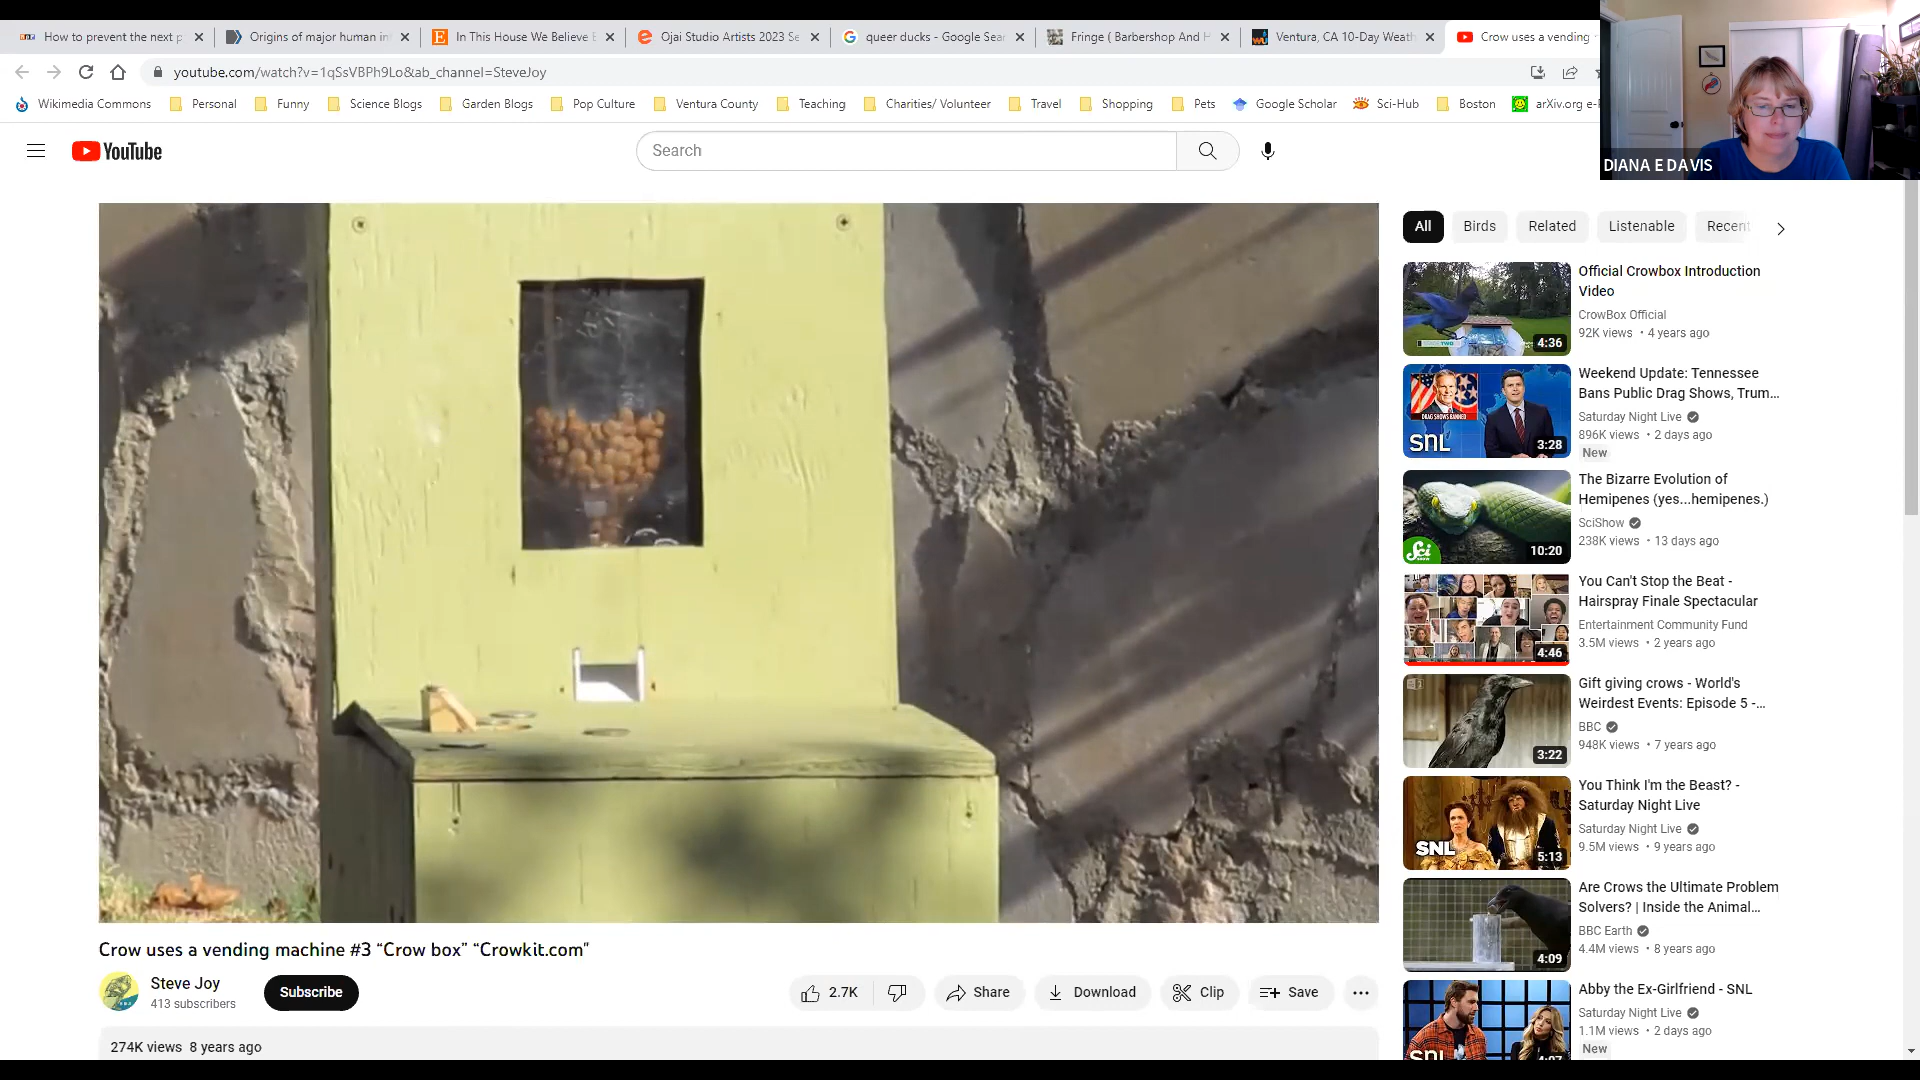 How to prevent the next p
Origins of major human in
In This House We Believe E
Ojai Studio Artists 2023 Se
queer ducks - Google Sear
Fringe ( Barbershop And H
Ventura, CA 10-Day Weath
Crow uses a vending
youtube.com/watch?v=1qSsVBPh9Lo&ab_channel=SteveJoy
Wikimedia Commons
Personal
Funny
Science Blogs
Garden Blogs
Pop Culture
Ventura County
Teaching
Charities/ Volunteer
Travel
Shopping
Pets
Google Scholar
Sci-Hub
Boston
arXiv.org e-P
DIANA E DAVIS
YouTube
Search
All
Birds
Related
Listenable
Recent
Official Crowbox Introduction
Video
CrowBox Official
92K views • 4 years ago
4:36
Weekend Update: Tennessee
Bans Public Drag Shows, Trum...
Saturday Night Live
896K views • 2 days ago
New
DRAG SHOWS BANNED
SNL
3:28
The Bizarre Evolution of
Hemipenes (yes...hemipenes.)
SciShow
238K views • 13 days ago
Sci
10:20
You Can't Stop the Beat -
Hairspray Finale Spectacular
Entertainment Community Fund
3.5M views • 2 years ago
4:46
Gift giving crows - World's
Weirdest Events: Episode 5 -...
BBC
948K views • 7 years ago
3:22
You Think I'm the Beast? -
Saturday Night Live
Saturday Night Live
9.5M views • 9 years ago
SNL
5:13
Are Crows the Ultimate Problem
Solvers? | Inside the Animal...
BBC Earth
4.4M views • 8 years ago
4:09
Abby the Ex-Girlfriend - SNL
Saturday Night Live
1.1M views • 2 days ago
New
SNL
4:07
Crow uses a vending machine #3 “Crow box” “Crowkit.com"
Steve Joy
413 subscribers
Subscribe
2.7K
Share
Download
Clip
Save
274K views 8 years ago